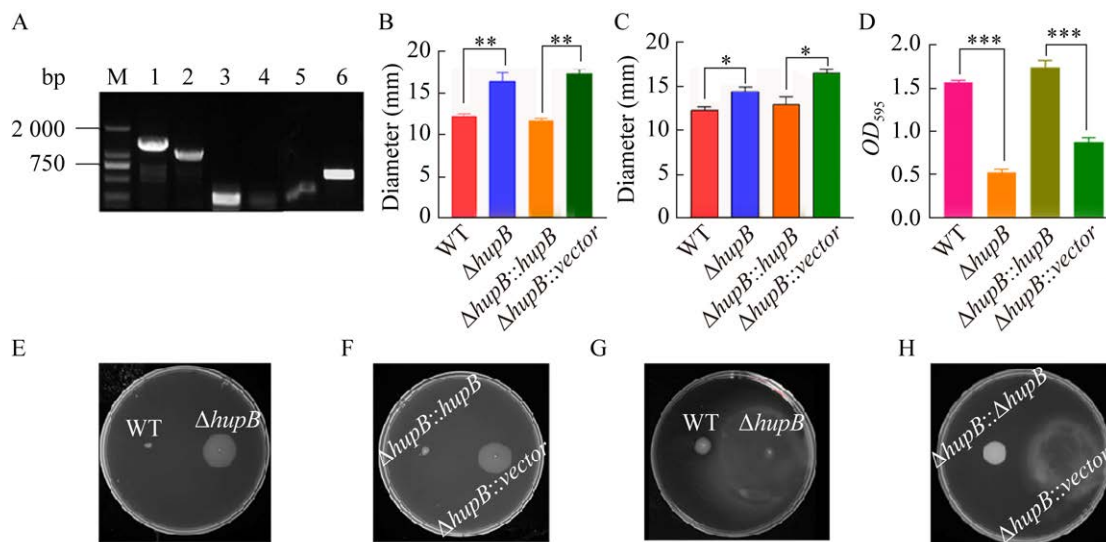 A
bp M 1 2 3 4 5 6
2 000
750
B
Diameter (mm)
20
15
10
5
0
** **
WT
ΔhupB
ΔhupB::hupB
ΔhupB::vector
C
Diameter (mm)
20
15
10
5
0
* *
WT
ΔhupB
ΔhupB::hupB
ΔhupB::vector
D
OD595
2.0
1.5
1.0
0.5
0.0
*** ***
WT
ΔhupB
ΔhupB::hupB
ΔhupB::vector
E
WT ΔhupB
F
ΔhupB::hupB
ΔhupB::vector
G
WT ΔhupB
H
ΔhupB::ΔhupB
ΔhupB::vector